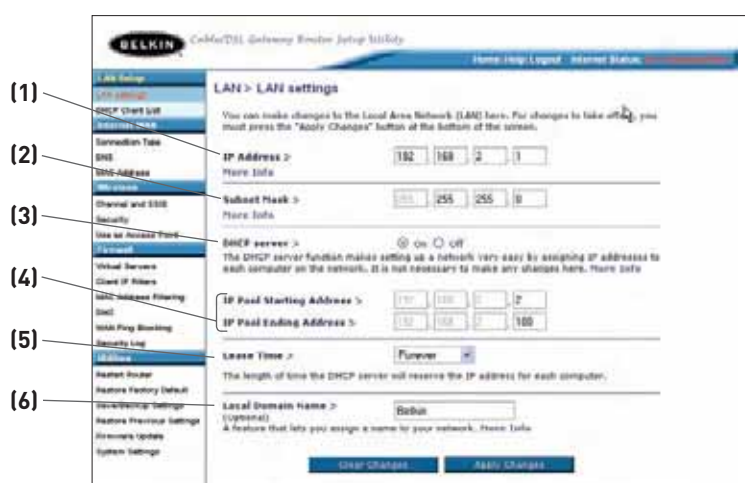 BELKIN
Cable/DSL Gateway Router Setup Utility
Home|Help|Logout Internet Status:
LAN Setup
LAN settings
DHCP Client List
Connection Type
DNS
MAC Address
Wireless
Channel and SSID
Security
Use as Access Point
Firewall
Virtual Servers
Client IP Filters
MAC Address Filtering
DMZ
WAN Ping Blocking
Security Log
Utilities
Restart Router
Restore Factory Default
Save/Backup Settings
Restore Previous Settings
Firmware Update
System Settings
LAN > LAN settings
You can make changes to the Local Area Network (LAN) here. For changes to take effect, you
must press the "Apply Changes" button at the bottom of the screen.
(1)
IP Address > 192 . 168 . 2 . 1
More Info
(2)
Subnet Mask > 255 . 255 . 255 . 0
More Info
(3)
DHCP server > on off
The DHCP server function makes setting up a network very easy by assigning IP addresses to
each computer on the network. It is not necessary to make any changes here. More Info
(4)
IP Pool Starting Address > 192 . 168 . 2 . 2
IP Pool Ending Address > 192 . 168 . 2 . 100
(5)
Lease Time > Forever
The length of time the DHCP server will reserve the IP address for each computer.
(6)
Local Domain Name > Belkin
(Optional)
A feature that lets you assign a name to your network. More Info
Clear Changes Apply Changes